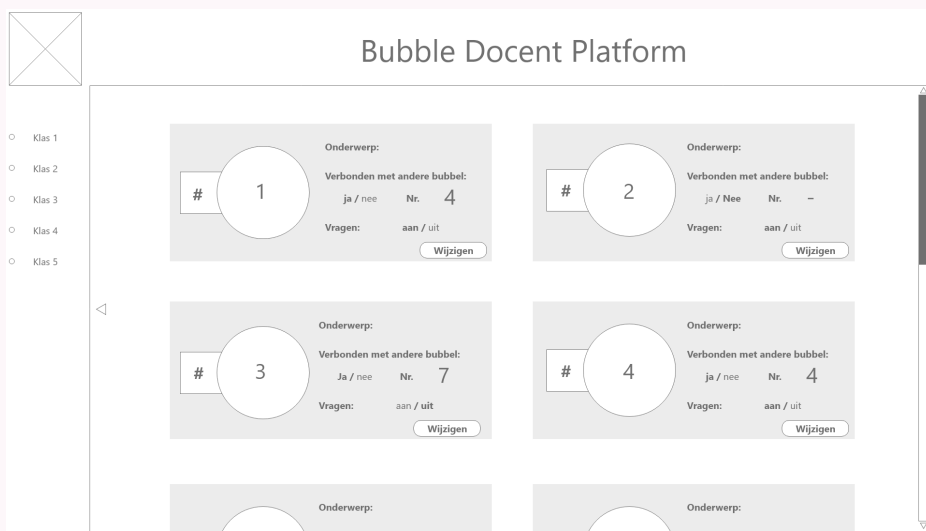 Bubble Docent Platform
Klas 1
Klas 2
Klas 3
Klas 4
Klas 5
Onderwerp:
Verbonden met andere bubbel:
# 1
ja / nee Nr. 4
Vragen: aan / uit
Wijzigen
Onderwerp:
Verbonden met andere bubbel:
# 2
ja / Nee Nr. –
Vragen: aan / uit
Wijzigen
Onderwerp:
Verbonden met andere bubbel:
# 3
Ja / nee Nr. 7
Vragen: aan / uit
Wijzigen
Onderwerp:
Verbonden met andere bubbel:
# 4
ja / nee Nr. 4
Vragen: aan / uit
Wijzigen
Onderwerp:
Onderwerp: